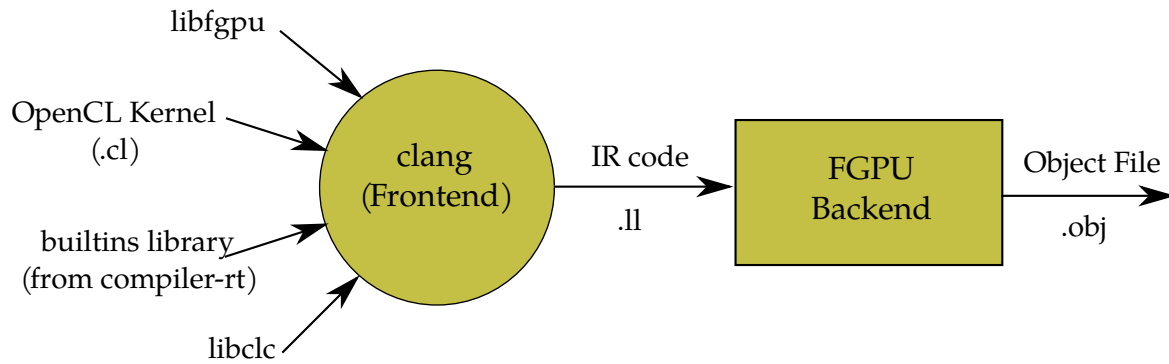 libfgpu
OpenCL Kernel
(.cl)
builtins library
(from compiler-rt)
libclc
clang
(Frontend)
IR code
.ll
FGPU
Backend
Object File
.obj